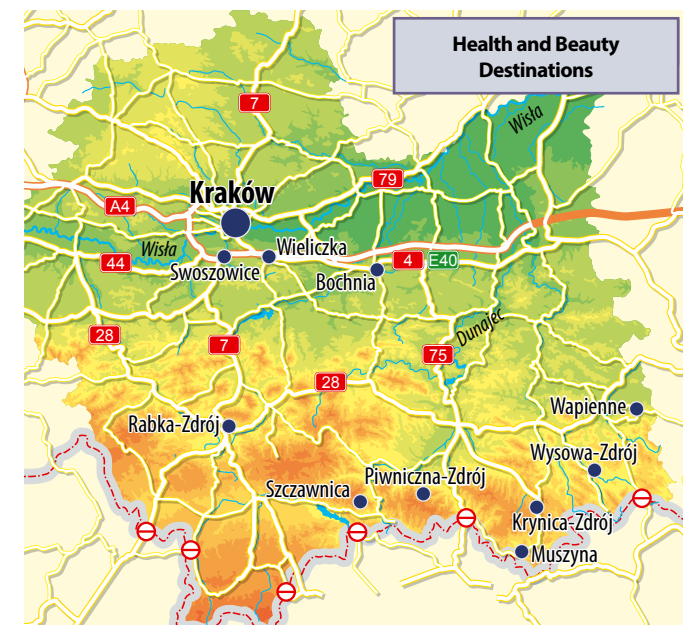 Health and Beauty
Destinations
7
Wisła
79
Kraków
A4
Wisła
44
Swoszowice
Wieliczka
Bochnia
4
E40
28
7
Dunajec
75
28
Wapienne
Rabka-Zdrój
Wysowa-Zdrój
Piwniczna-Zdrój
Szczawnica
Krynica-Zdrój
Muszyna